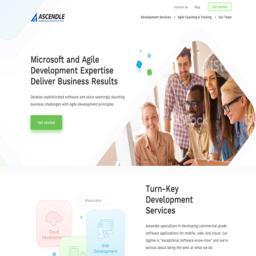 ASCENDLE
Contact Us
Blog
Get started
Development Services
Agile Coaching & Training
Our Team
Microsoft and Agile
Development Expertise
Deliver Business Results
Develop sophisticated software and solve seemingly daunting
business challenges with Agile development principles
Get started
Turn-Key
Development
Services
Ascendle specializes in developing commercial-grade
software applications for mobile, web, and cloud. Our
tagline is "exceptional software know-how" and we're
serious about being the best at what we do.
Cloud
Development
Web
Development